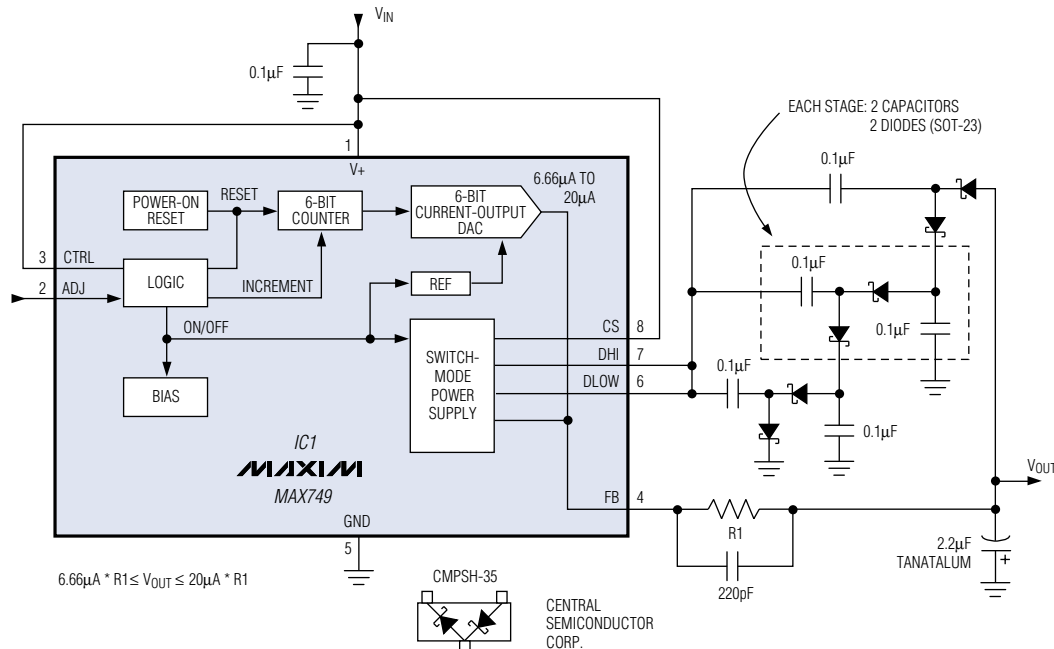 VIN
0.1µF
EACH STAGE: 2 CAPACITORS
2 DIODES (SOT-23)
1
V+
0.1µF
POWER-ON
RESET
RESET
6-BIT
COUNTER
6-BIT
CURRENT-OUTPUT
DAC
6.66µA TO
20µA
3
CTRL
LOGIC
INCREMENT
REF
2
ADJ
ON/OFF
0.1µF
0.1µF
CS
8
SWITCH-
MODE
POWER
SUPPLY
DHI
7
DLOW
6
0.1µF
BIAS
0.1µF
IC1
MAXIM
MAX749
VOUT
FB
4
R1
GND
5
220pF
2.2µF
TANATALUM
+
6.66µA * R1 ≤ VOUT ≤ 20µA * R1
CMPSH-35
CENTRAL
SEMICONDUCTOR
CORP.